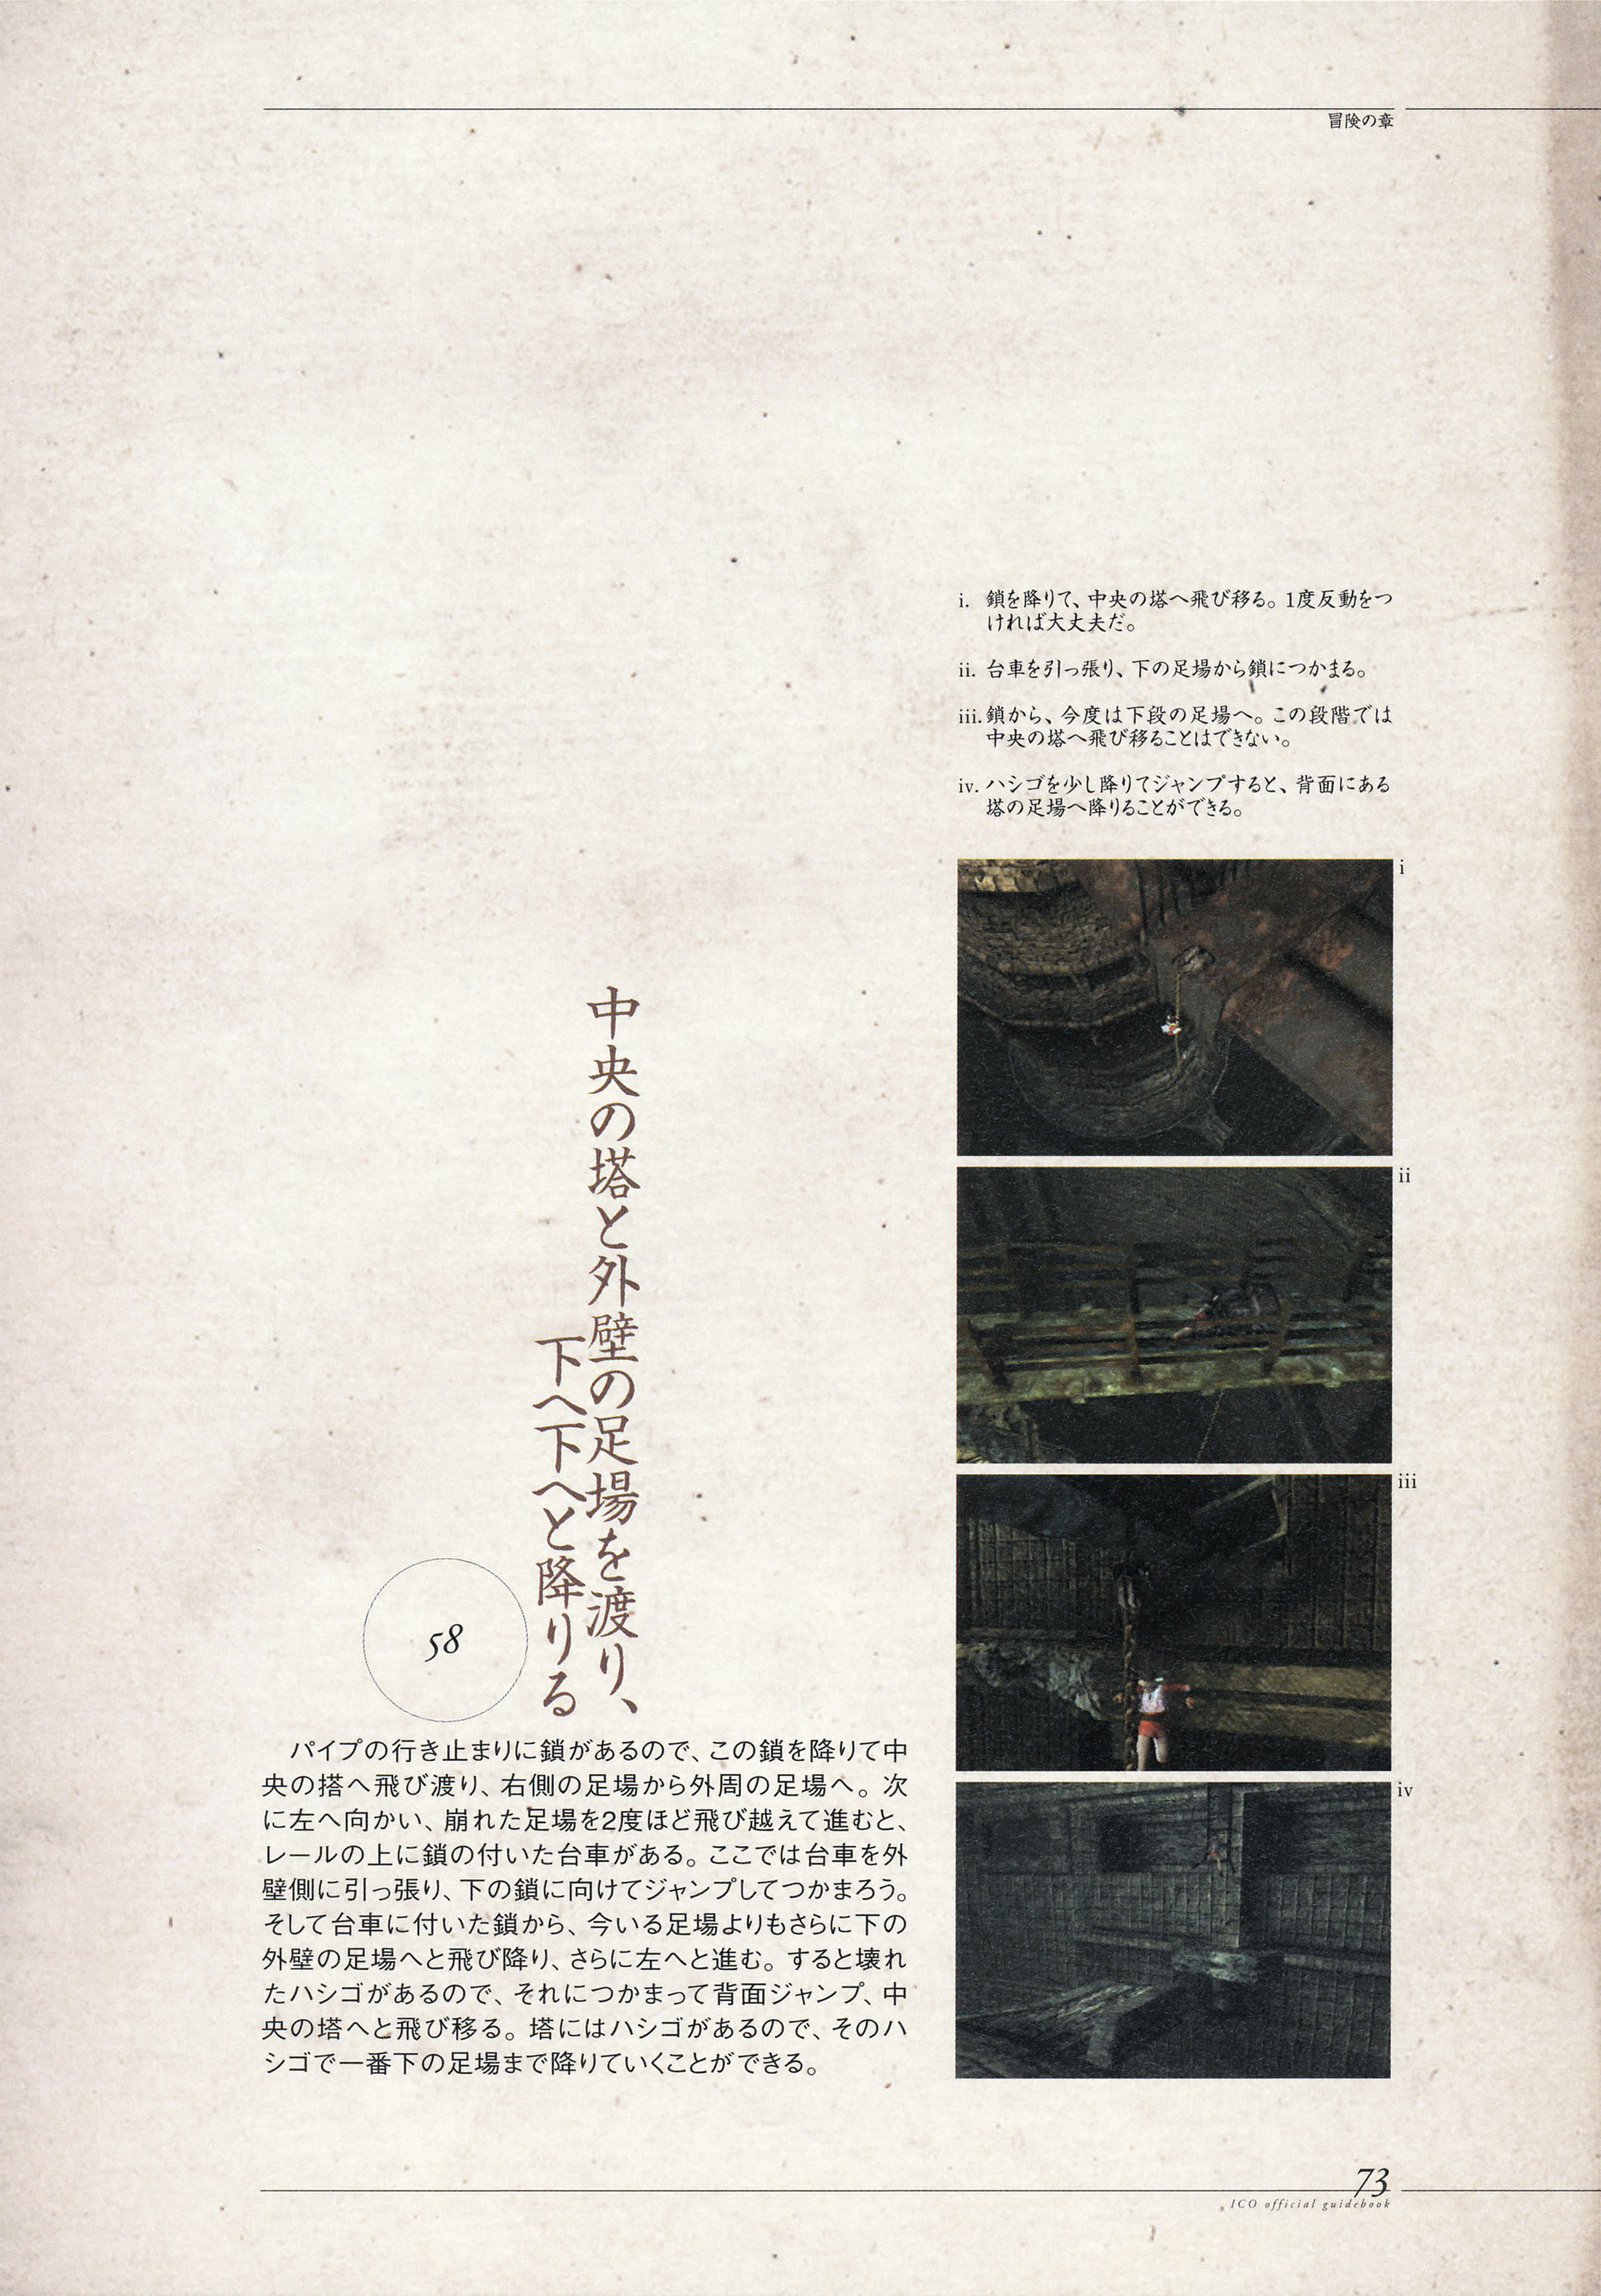 冒険の章
i. 鎖を降りて、中央の塔へ飛び移る。1度反動をつ
ければ大丈夫だ。
ii. 台車を引っ張り、下の足場から鎖につかまる。
iii. 鎖から、今度は下段の足場へ。この段階では
中央の塔へ飛び移ることはできない。
iv. ハシゴを少し降りてジャンプすると、背面にある
塔の足場へ降りることができる。
i
ii
iii
iv
中央の塔と外壁の足場を渡り、
下へ下へと降りる
58
パイプの行き止まりに鎖があるので、この鎖を降りて中
央の搭へ飛び渡り、右側の足場から外周の足場へ。次
に左へ向かい、崩れた足場を2度ほど飛び越えて進むと、
レールの上に鎖の付いた台車がある。ここでは台車を外
壁側に引っ張り、下の鎖に向けてジャンプしてつかまろう。
そして台車に付いた鎖から、今いる足場よりもさらに下の
外壁の足場へと飛び降り、さらに左へと進む。すると壊れ
たハシゴがあるので、それにつかまって背面ジャンプ、中
央の塔へと飛び移る。塔にはハシゴがあるので、そのハ
シゴで一番下の足場まで降りていくことができる。
73
ICO official guidebook